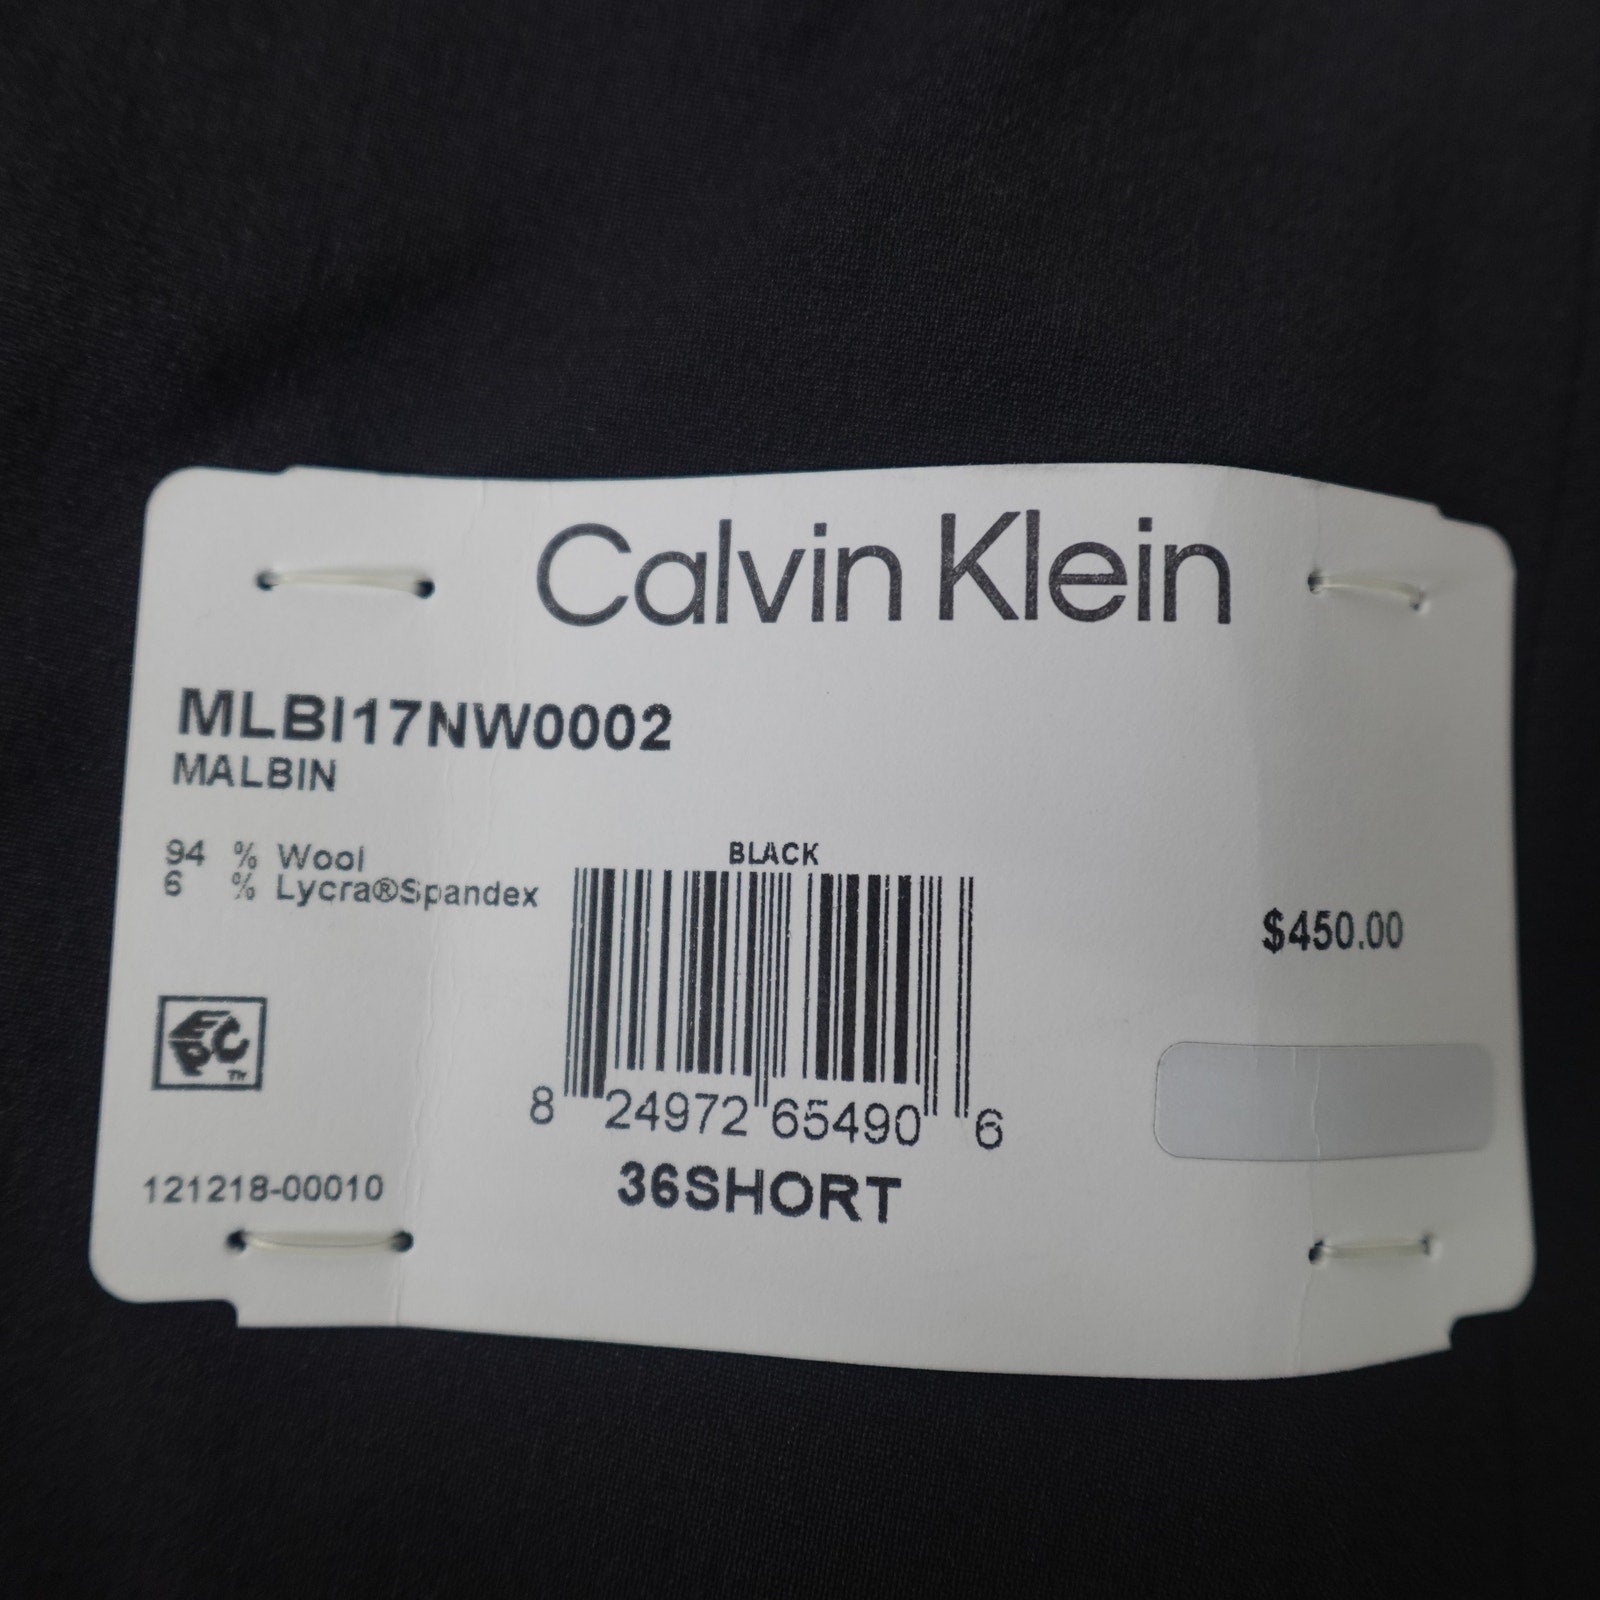 Calvin Klein
MLBI17NW0002
MALBIN
94 % Wool
6 % Lycra®Spandex
BLACK
$450.00
EPC™
8 24972 65490 6
121218-00010
36SHORT